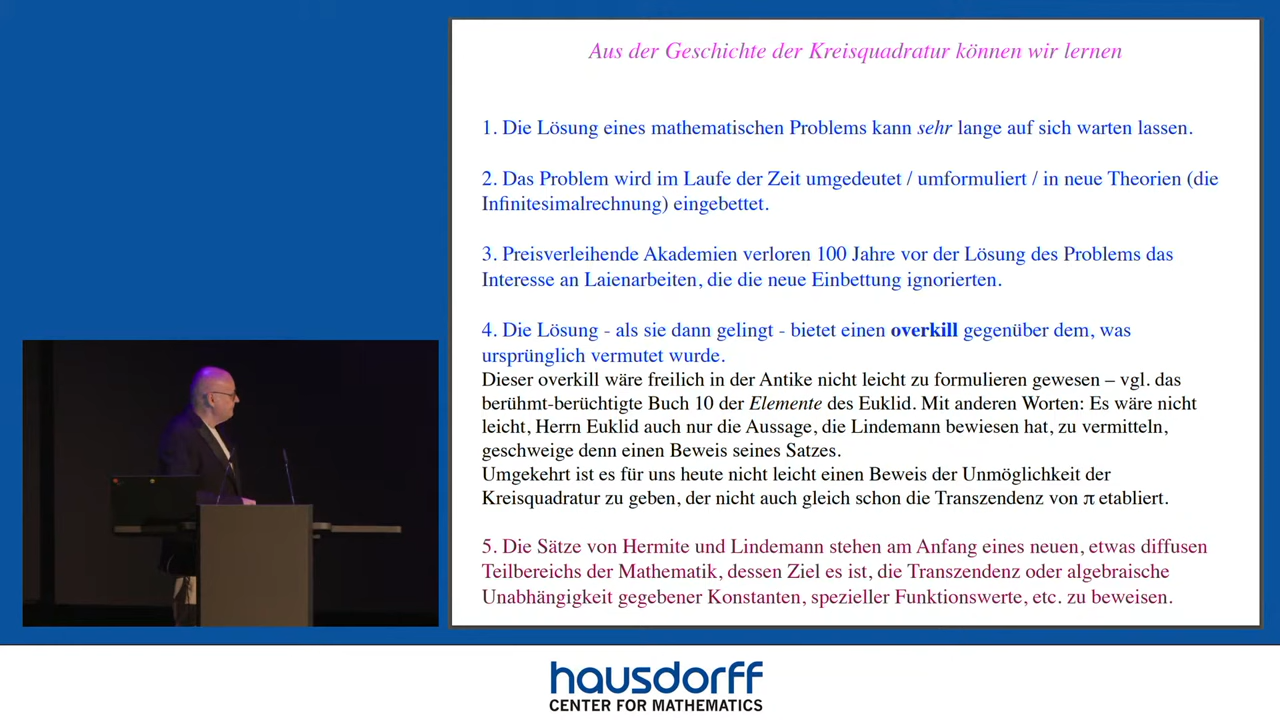 Aus der Geschichte der Kreisquadratur können wir lernen
1. Die Lösung eines mathematischen Problems kann sehr lange auf sich warten lassen.
2. Das Problem wird im Laufe der Zeit umgedeutet / umformuliert / in neue Theorien (die
Infinitesimalrechnung) eingebettet.
3. Preisverleihende Akademien verloren 100 Jahre vor der Lösung des Problems das
Interesse an Laienarbeiten, die die neue Einbettung ignorierten.
4. Die Lösung - als sie dann gelingt - bietet einen overkill gegenüber dem, was
ursprünglich vermutet wurde.
Dieser overkill wäre freilich in der Antike nicht leicht zu formulieren gewesen – vgl. das
berühmt-berüchtigte Buch 10 der Elemente des Euklid. Mit anderen Worten: Es wäre nicht
leicht, Herrn Euklid auch nur die Aussage, die Lindemann bewiesen hat, zu vermitteln,
geschweige denn einen Beweis seines Satzes.
Umgekehrt ist es für uns heute nicht leicht einen Beweis der Unmöglichkeit der
Kreisquadratur zu geben, der nicht auch gleich schon die Transzendenz von π etabliert.
5. Die Sätze von Hermite und Lindemann stehen am Anfang eines neuen, etwas diffusen
Teilbereichs der Mathematik, dessen Ziel es ist, die Transzendenz oder algebraische
Unabhängigkeit gegebener Konstanten, spezieller Funktionswerte, etc. zu beweisen.
hausdorff
CENTER FOR MATHEMATICS